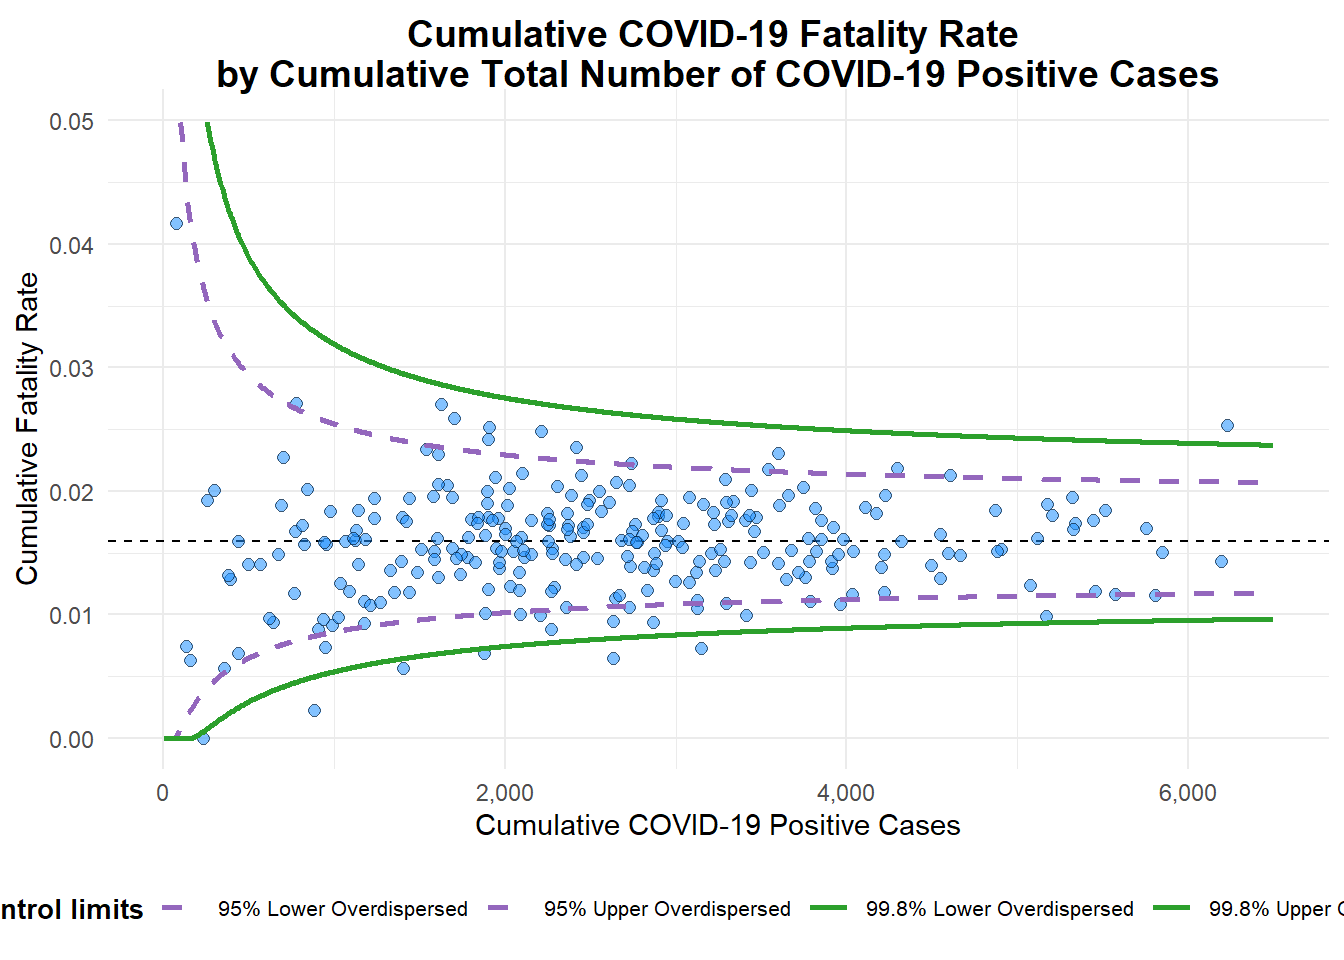 Cumulative COVID-19 Fatality Rate
by Cumulative Total Number of COVID-19 Positive Cases
Cumulative Fatality Rate
0.05
0.04
0.03
0.02
0.01
0.00
0
2,000
4,000
6,000
Cumulative COVID-19 Positive Cases
ntrol limits
95% Lower Overdispersed
95% Upper Overdispersed
99.8% Lower Overdispersed
99.8% Upper